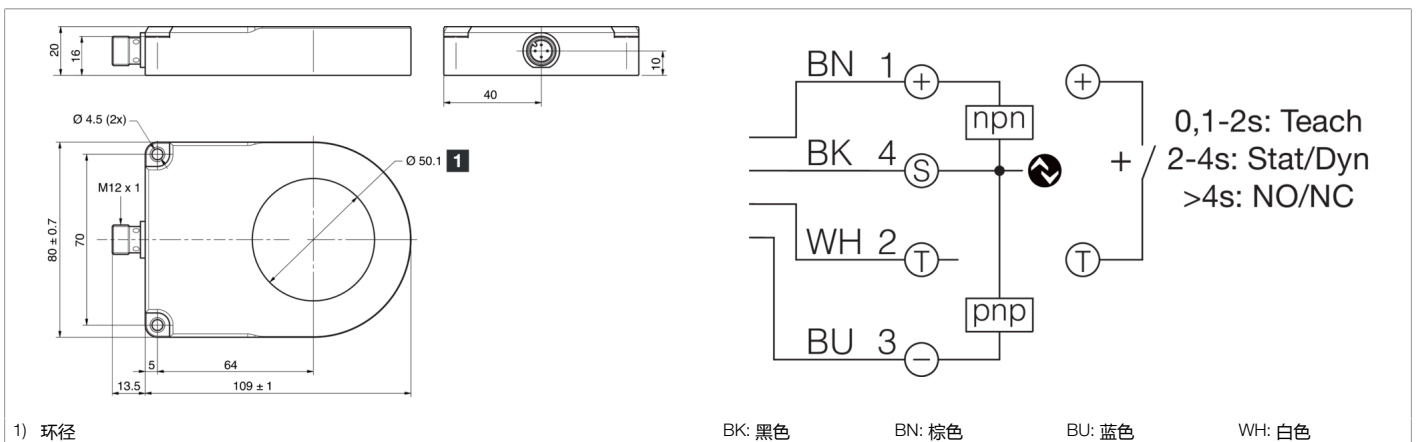 20
16
40
10
Ø 4.5 (2x)
Ø 50.1 1
M12 x 1
80 ± 0.7
70
5
64
13.5
109 ± 1
BN 1 +
npn
BK 4 S
WH 2 T
pnp
BU 3 −
+
+
T
0,1-2s: Teach
2-4s: Stat/Dyn
>4s: NO/NC
1) 环径
BK: 黑色 BN: 棕色 BU: 蓝色 WH: 白色